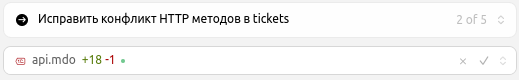 Исправить конфликт HTTP методов в tickets 2 of 5
api.mdo +18 -1